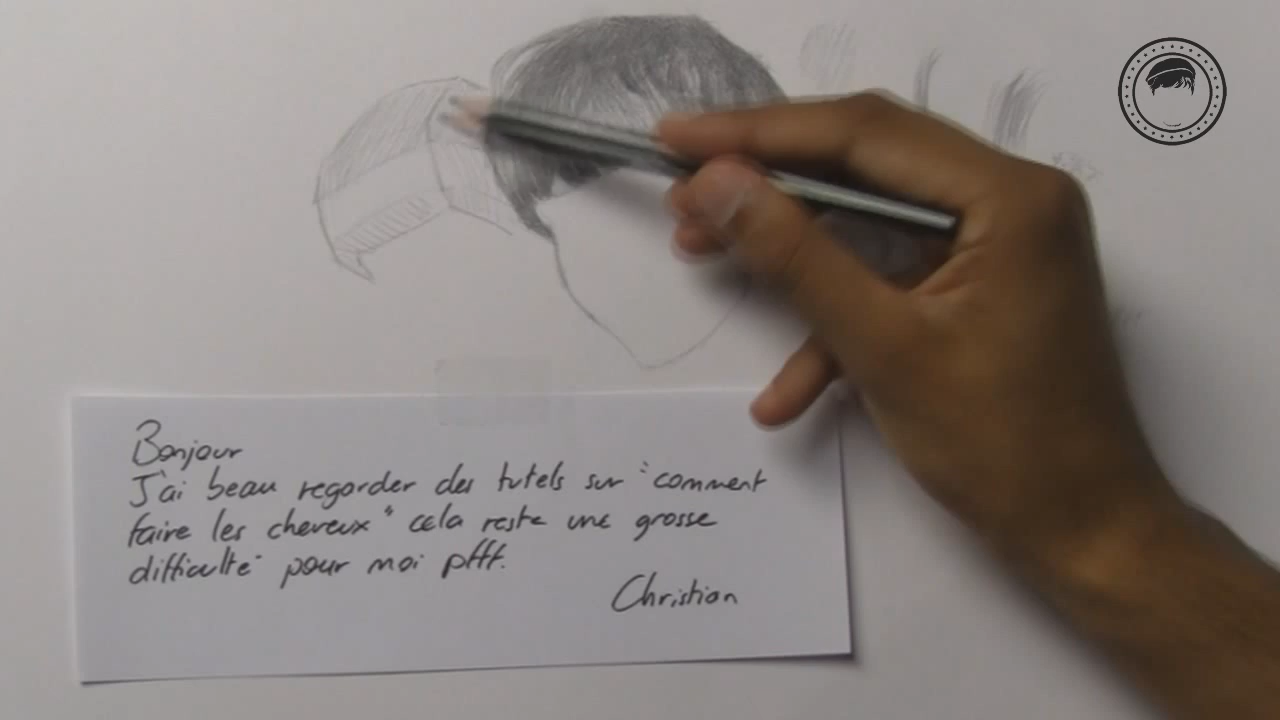 Bonjour
J'ai beau regarder des tutels sur "comment
faire les cheveux" cela reste une grosse
difficulté pour moi pfff.
Christian